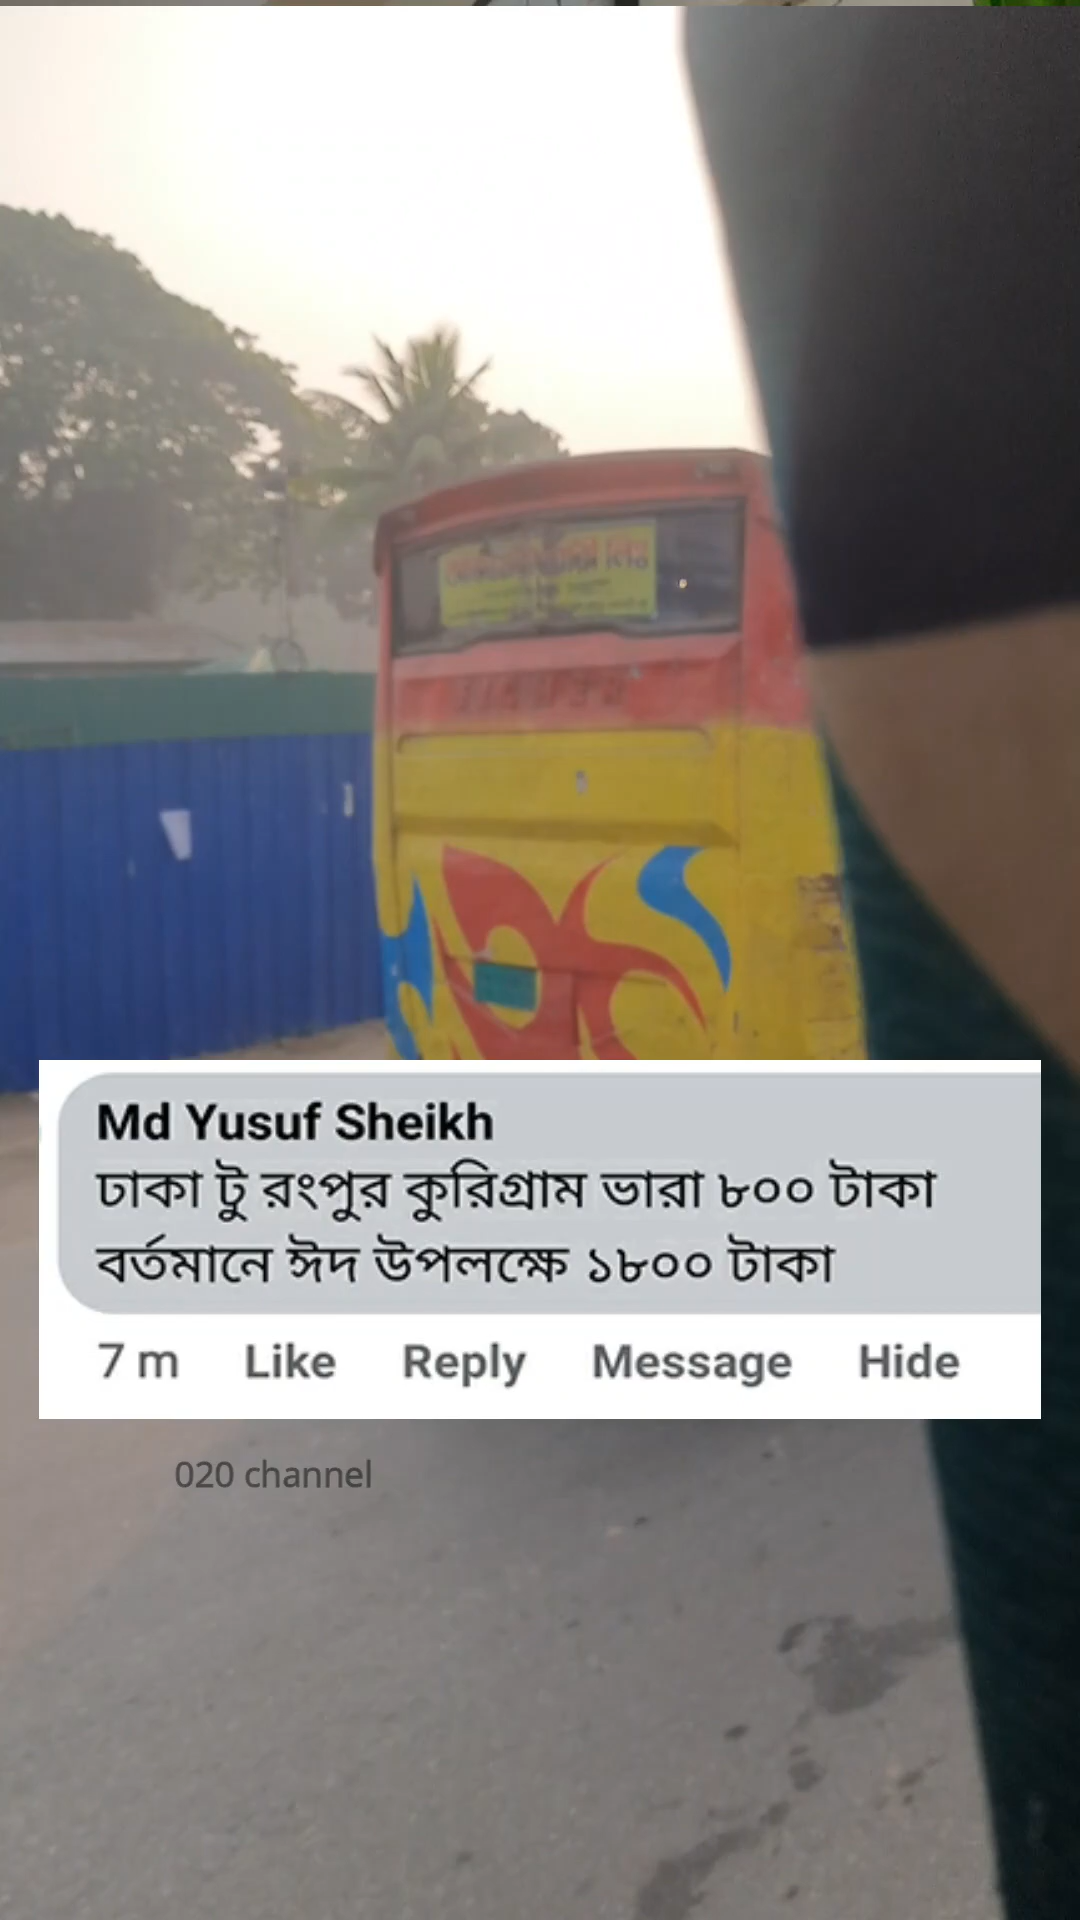 Md Yusuf Sheikh
ঢাকা টু রংপুর কুরিগ্রাম ভারা ৮০০ টাকা
বর্তমানে ঈদ উপলক্ষে ১৮০০ টাকা
7 m Like Reply Message Hide
020 channel